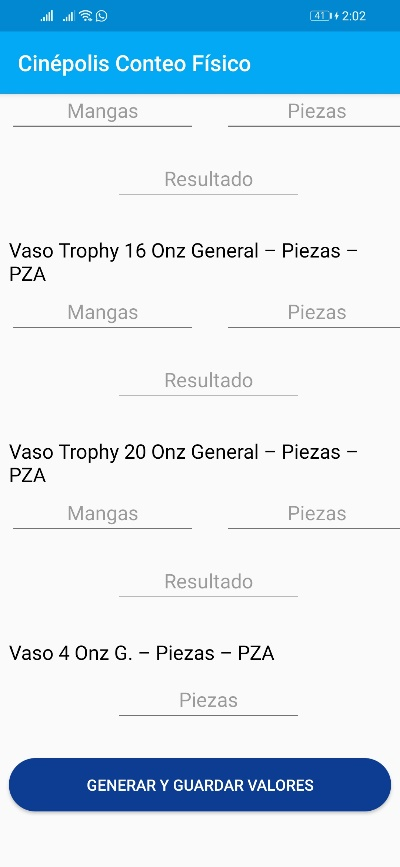 41 2:02
Cinépolis Conteo Físico
Mangas Piezas
Resultado
Vaso Trophy 16 Onz General – Piezas –
PZA
Mangas Piezas
Resultado
Vaso Trophy 20 Onz General – Piezas –
PZA
Mangas Piezas
Resultado
Vaso 4 Onz G. – Piezas – PZA
Piezas
GENERAR Y GUARDAR VALORES